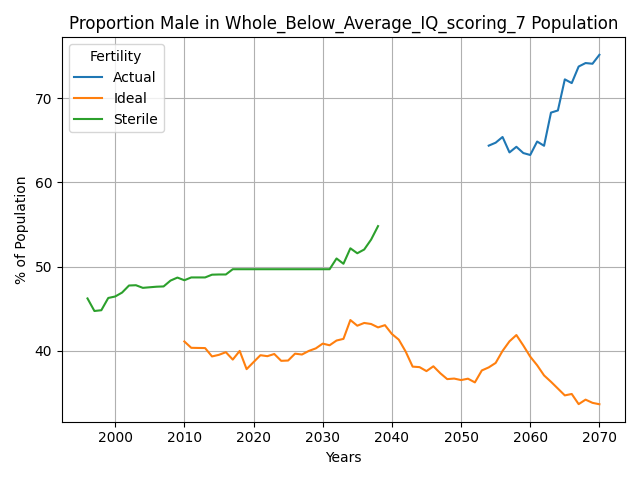 Proportion Male in Whole_Below_Average_IQ_scoring_7 Population
Fertility
Actual
Ideal
Sterile
% of Population
70
60
50
40
2000 2010 2020 2030 2040 2050 2060 2070
Years